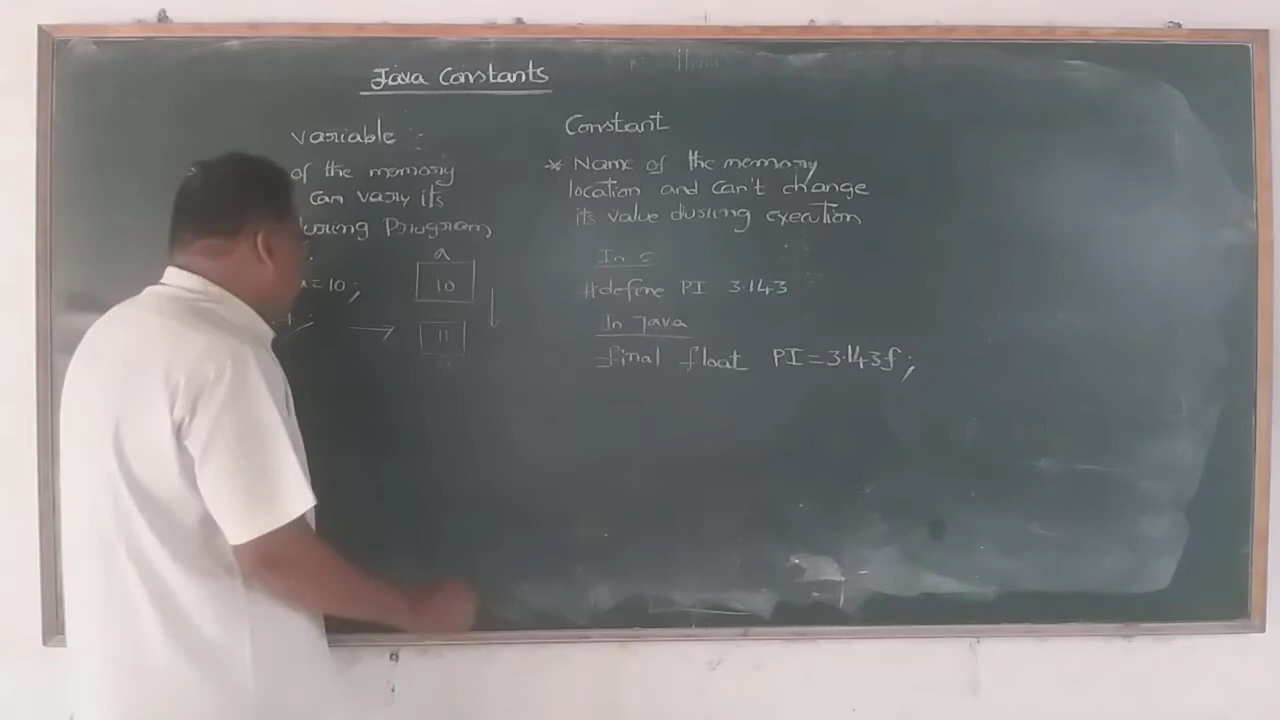 Java Constants
variable
of the memory
can vary its
during Program
a
=10;
10
11
Constant
* Name of the memory
location and can't change
its value during execution
In C
#define PI 3.143
In Java
final float PI=3.143f;